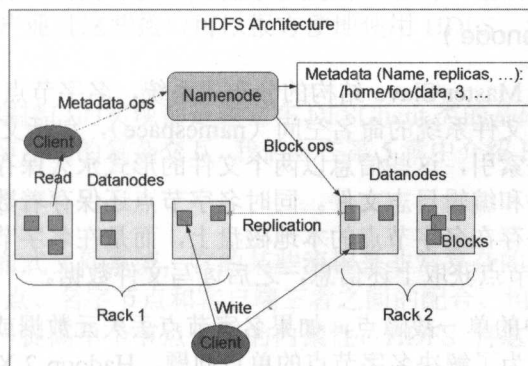 HDFS Architecture
Metadata (Name, replicas, …):
/home/foo/data, 3, …
Namenode
Metadata ops
Client
Block ops
Read
Datanodes
Datanodes
Replication
Blocks
Write
Rack 1
Rack 2
Client